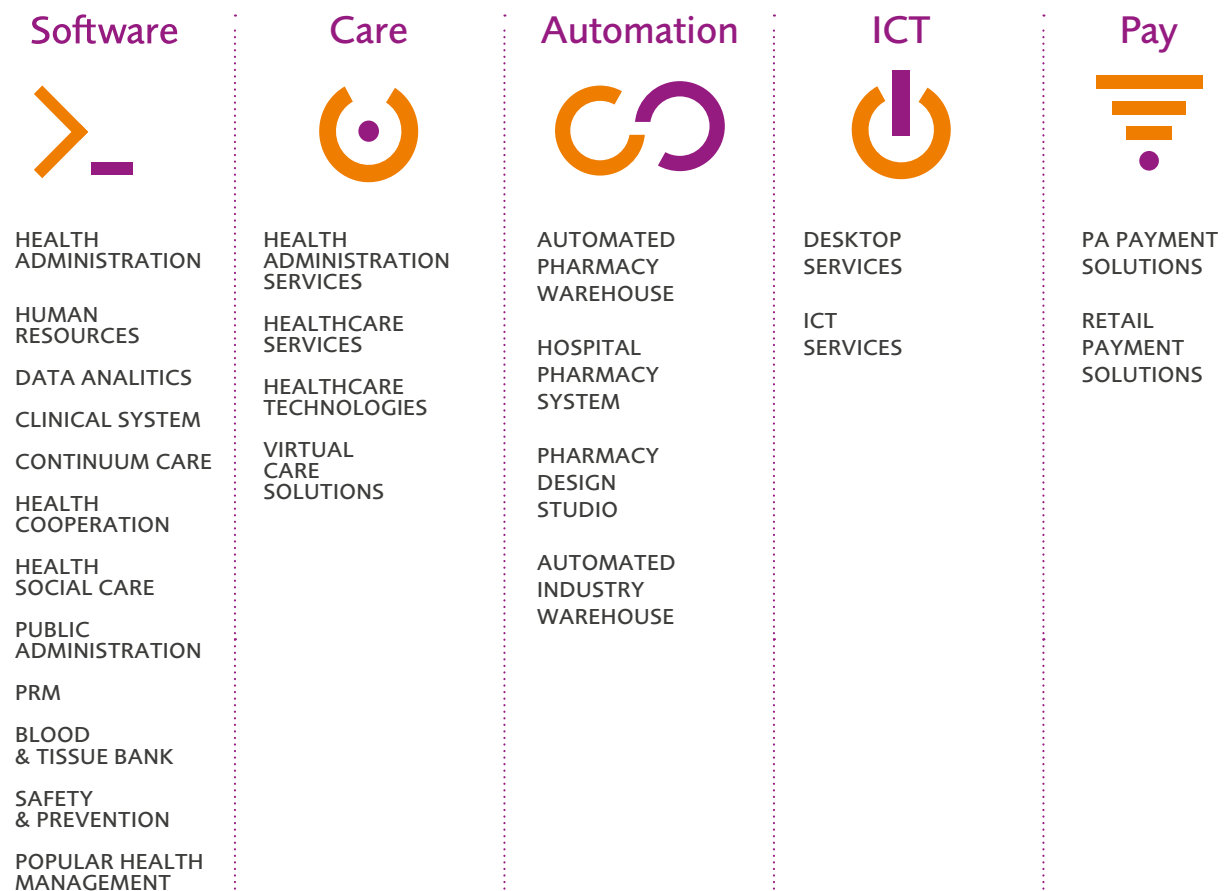 Software
HEALTH
ADMINISTRATION
HUMAN
RESOURCES
DATA ANALITICS
CLINICAL SYSTEM
CONTINUUM CARE
HEALTH
COOPERATION
HEALTH
SOCIAL CARE
PUBLIC
ADMINISTRATION
PRM
BLOOD
& TISSUE BANK
SAFETY
& PREVENTION
POPULAR HEALTH
MANAGEMENT
Care
HEALTH
ADMINISTRATION
SERVICES
HEALTHCARE
SERVICES
HEALTHCARE
TECHNOLOGIES
VIRTUAL
CARE
SOLUTIONS
Automation
AUTOMATED
PHARMACY
WAREHOUSE
HOSPITAL
PHARMACY
SYSTEM
PHARMACY
DESIGN
STUDIO
AUTOMATED
INDUSTRY
WAREHOUSE
ICT
DESKTOP
SERVICES
ICT
SERVICES
Pay
PA PAYMENT
SOLUTIONS
RETAIL
PAYMENT
SOLUTIONS